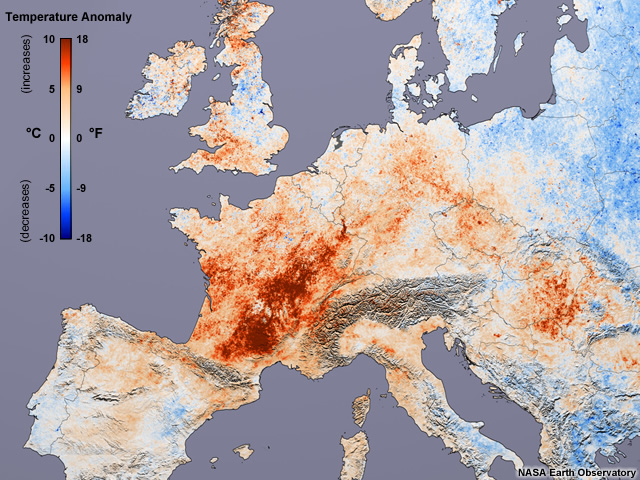 Temperature Anomaly
(increases)
(decreases)
10 18
5 9
°C 0 0 °F
-5 -9
-10 -18
NASA Earth Observatory